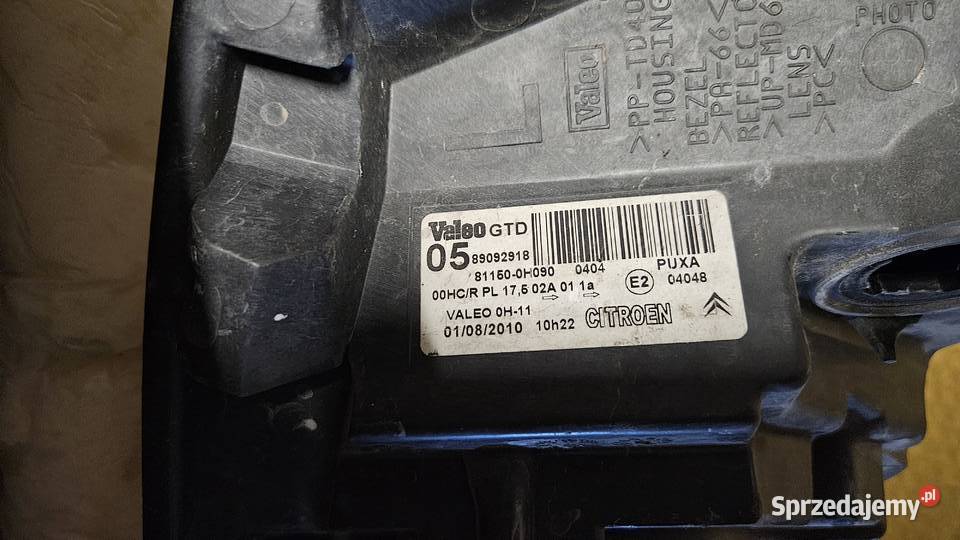 PHOTO
Valeo
L
>PP-TD40
HOUSING
BEZEL
>PA-66<
REFLECTO
>UP-MD6
LENS
>PC<
Valeo GTD
05 89092918
81150-0H090 0404 PUXA
00HC/R PL 17,5 02A 01 1a E2 04048
VALEO 0H-11
01/08/2010 10h22 CITROEN
Sprzedajemy.pl